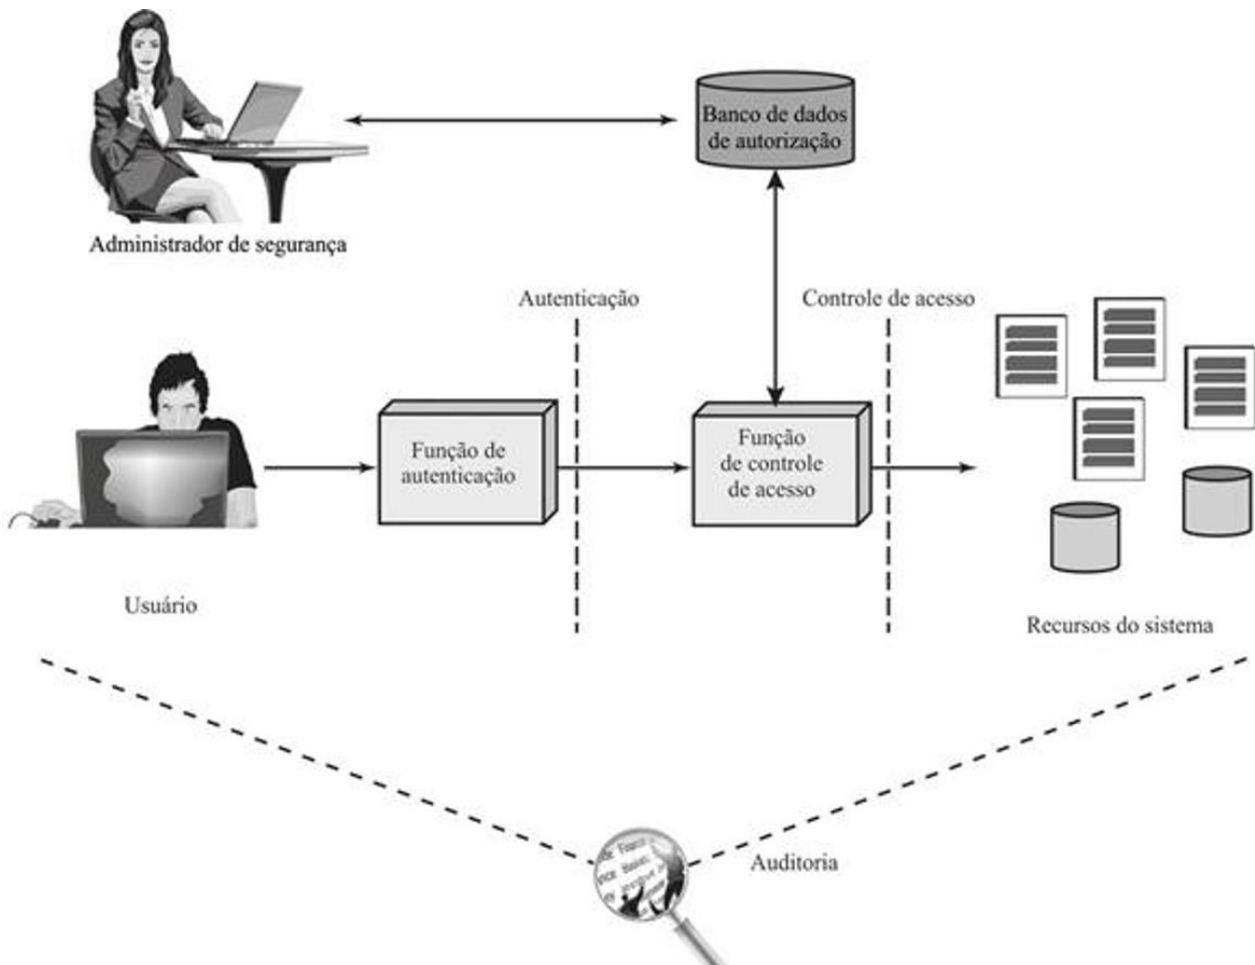 Banco de dados
de autorização
Administrador de segurança
Autenticação
Controle de acesso
Função de
autenticação
Função
de controle
de acesso
Usuário
Recursos do sistema
Auditoria